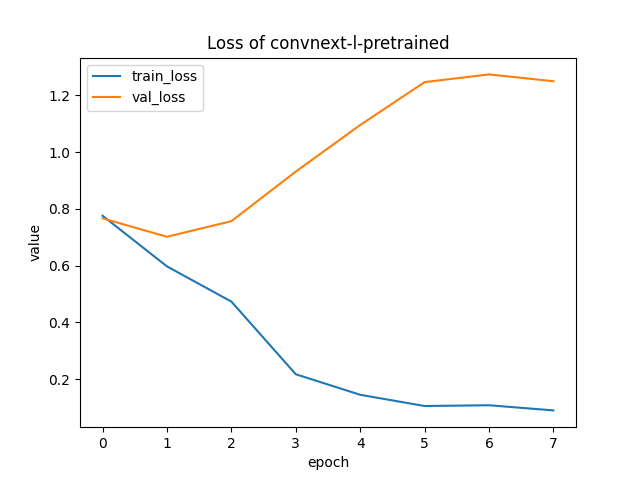 Loss of convnext-l-pretrained
train_loss
val_loss
value
1.2
1.0
0.8
0.6
0.4
0.2
0 1 2 3 4 5 6 7
epoch